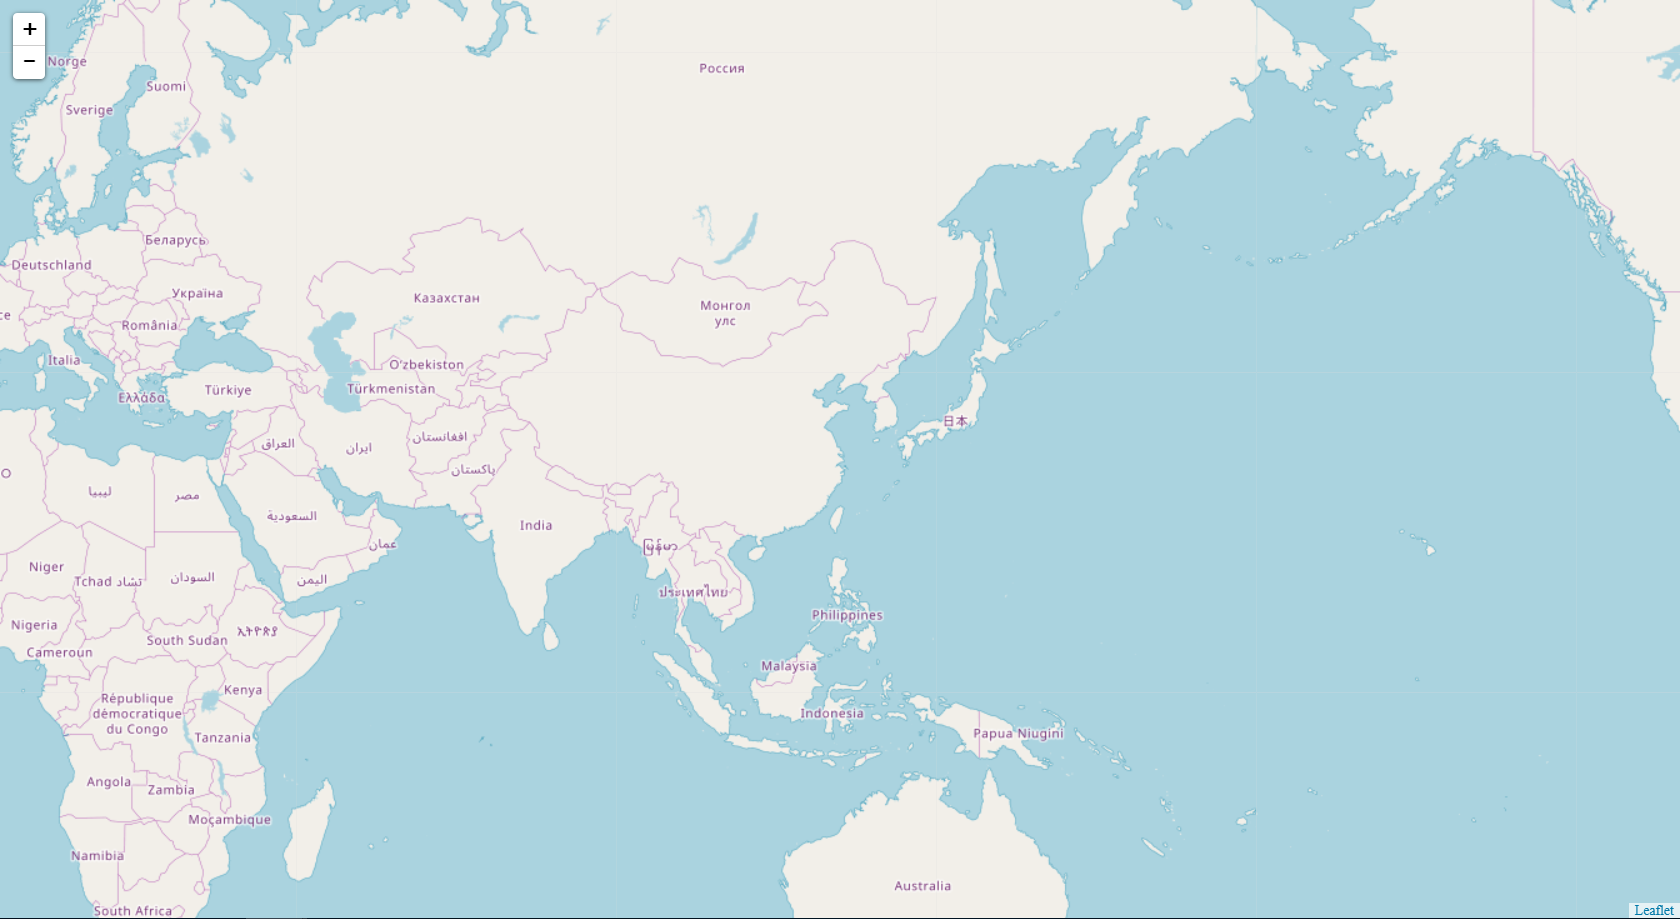 +
−
Norge
Россия
Suomi
Sverige
Беларусь
Deutschland
Україна
Казахстан
Монгол
улс
ce
România
Italia
O'zbekiston
Türkiye
Türkmenistan
Ελλάδα
日本
افغانستان
العراق
ایران
پاکستان
ليبيا
مصر
السعودية
India
عمان
မြန်မာ
Niger
Tchad تشاد
السودان
اليمن
ประเทศไทย
Philippines
Nigeria
ኢትዮጵያ
South Sudan
Cameroun
Malaysia
Kenya
République
démocratique
du Congo
Indonesia
Tanzania
Papua Niugini
Angola
Zambia
Moçambique
Namibia
Australia
South Africa
Leaflet